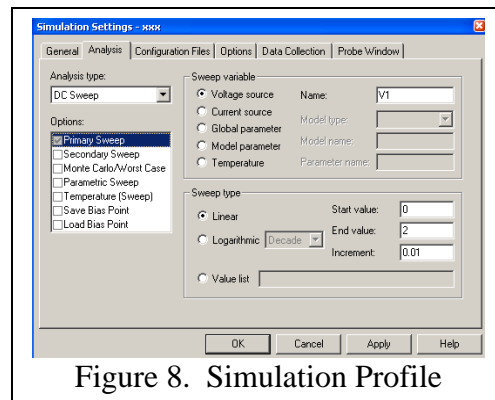 Simulation Settings - xxx
General Analysis Configuration Files Options Data Collection Probe Window
Analysis type:
DC Sweep
Options:
Primary Sweep
Secondary Sweep
Monte Carlo/Worst Case
Parametric Sweep
Temperature (Sweep)
Save Bias Point
Load Bias Point
Sweep variable
Voltage source
Current source
Global parameter
Model parameter
Temperature
Name: V1
Model type:
Model name:
Parameter name:
Sweep type
Linear
Logarithmic Decade
Value list
Start value: 0
End value: 2
Increment: 0.01
OK Cancel Apply Help
Figure 8. Simulation Profile